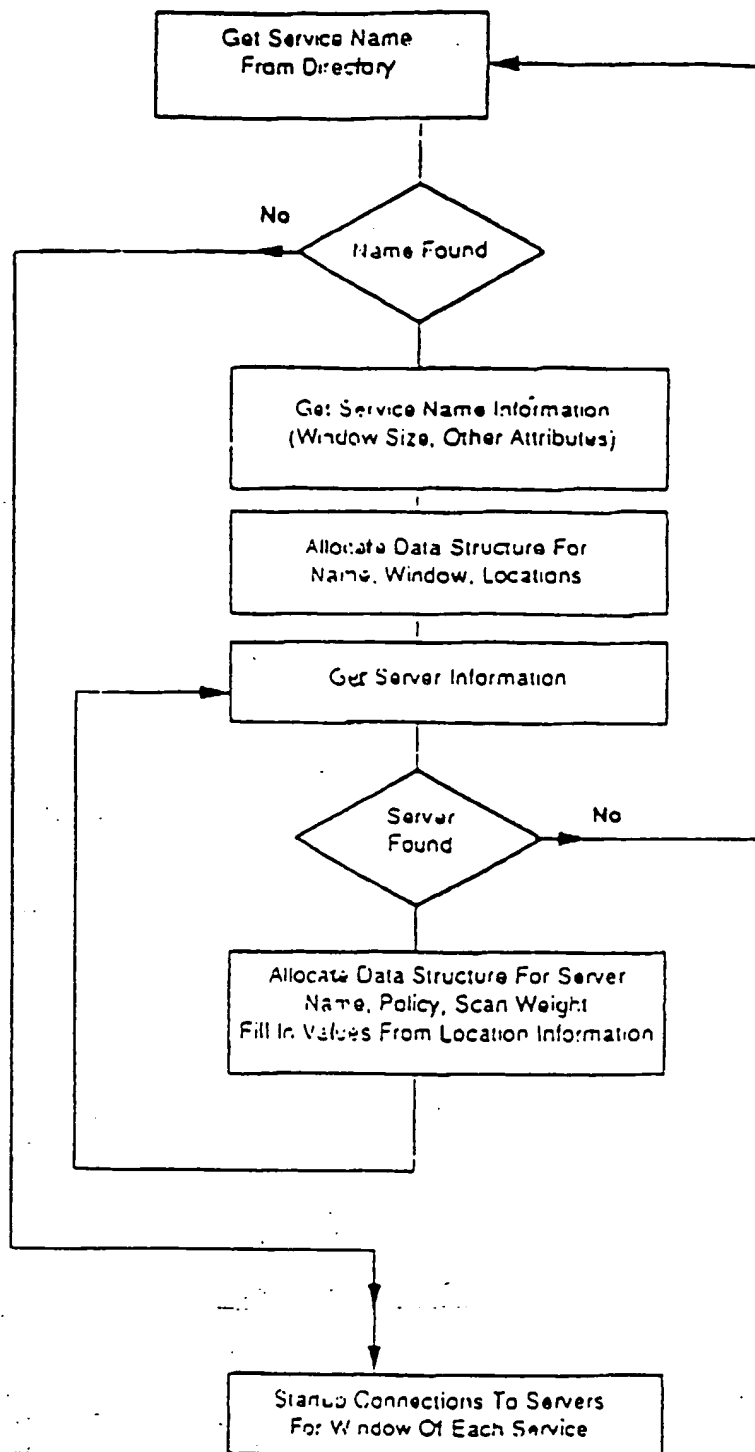 Get Service Name
From Directory
No
Name Found
Get Service Name Information
(Window Size, Other Attributes)
Allocate Data Structure For
Name, Window, Locations
Get Server Information
Server
Found
No
Allocate Data Structure For Server
Name, Policy, Scan Weight
Fill In Values From Location Information
Startup Connections To Servers
For Window Of Each Service